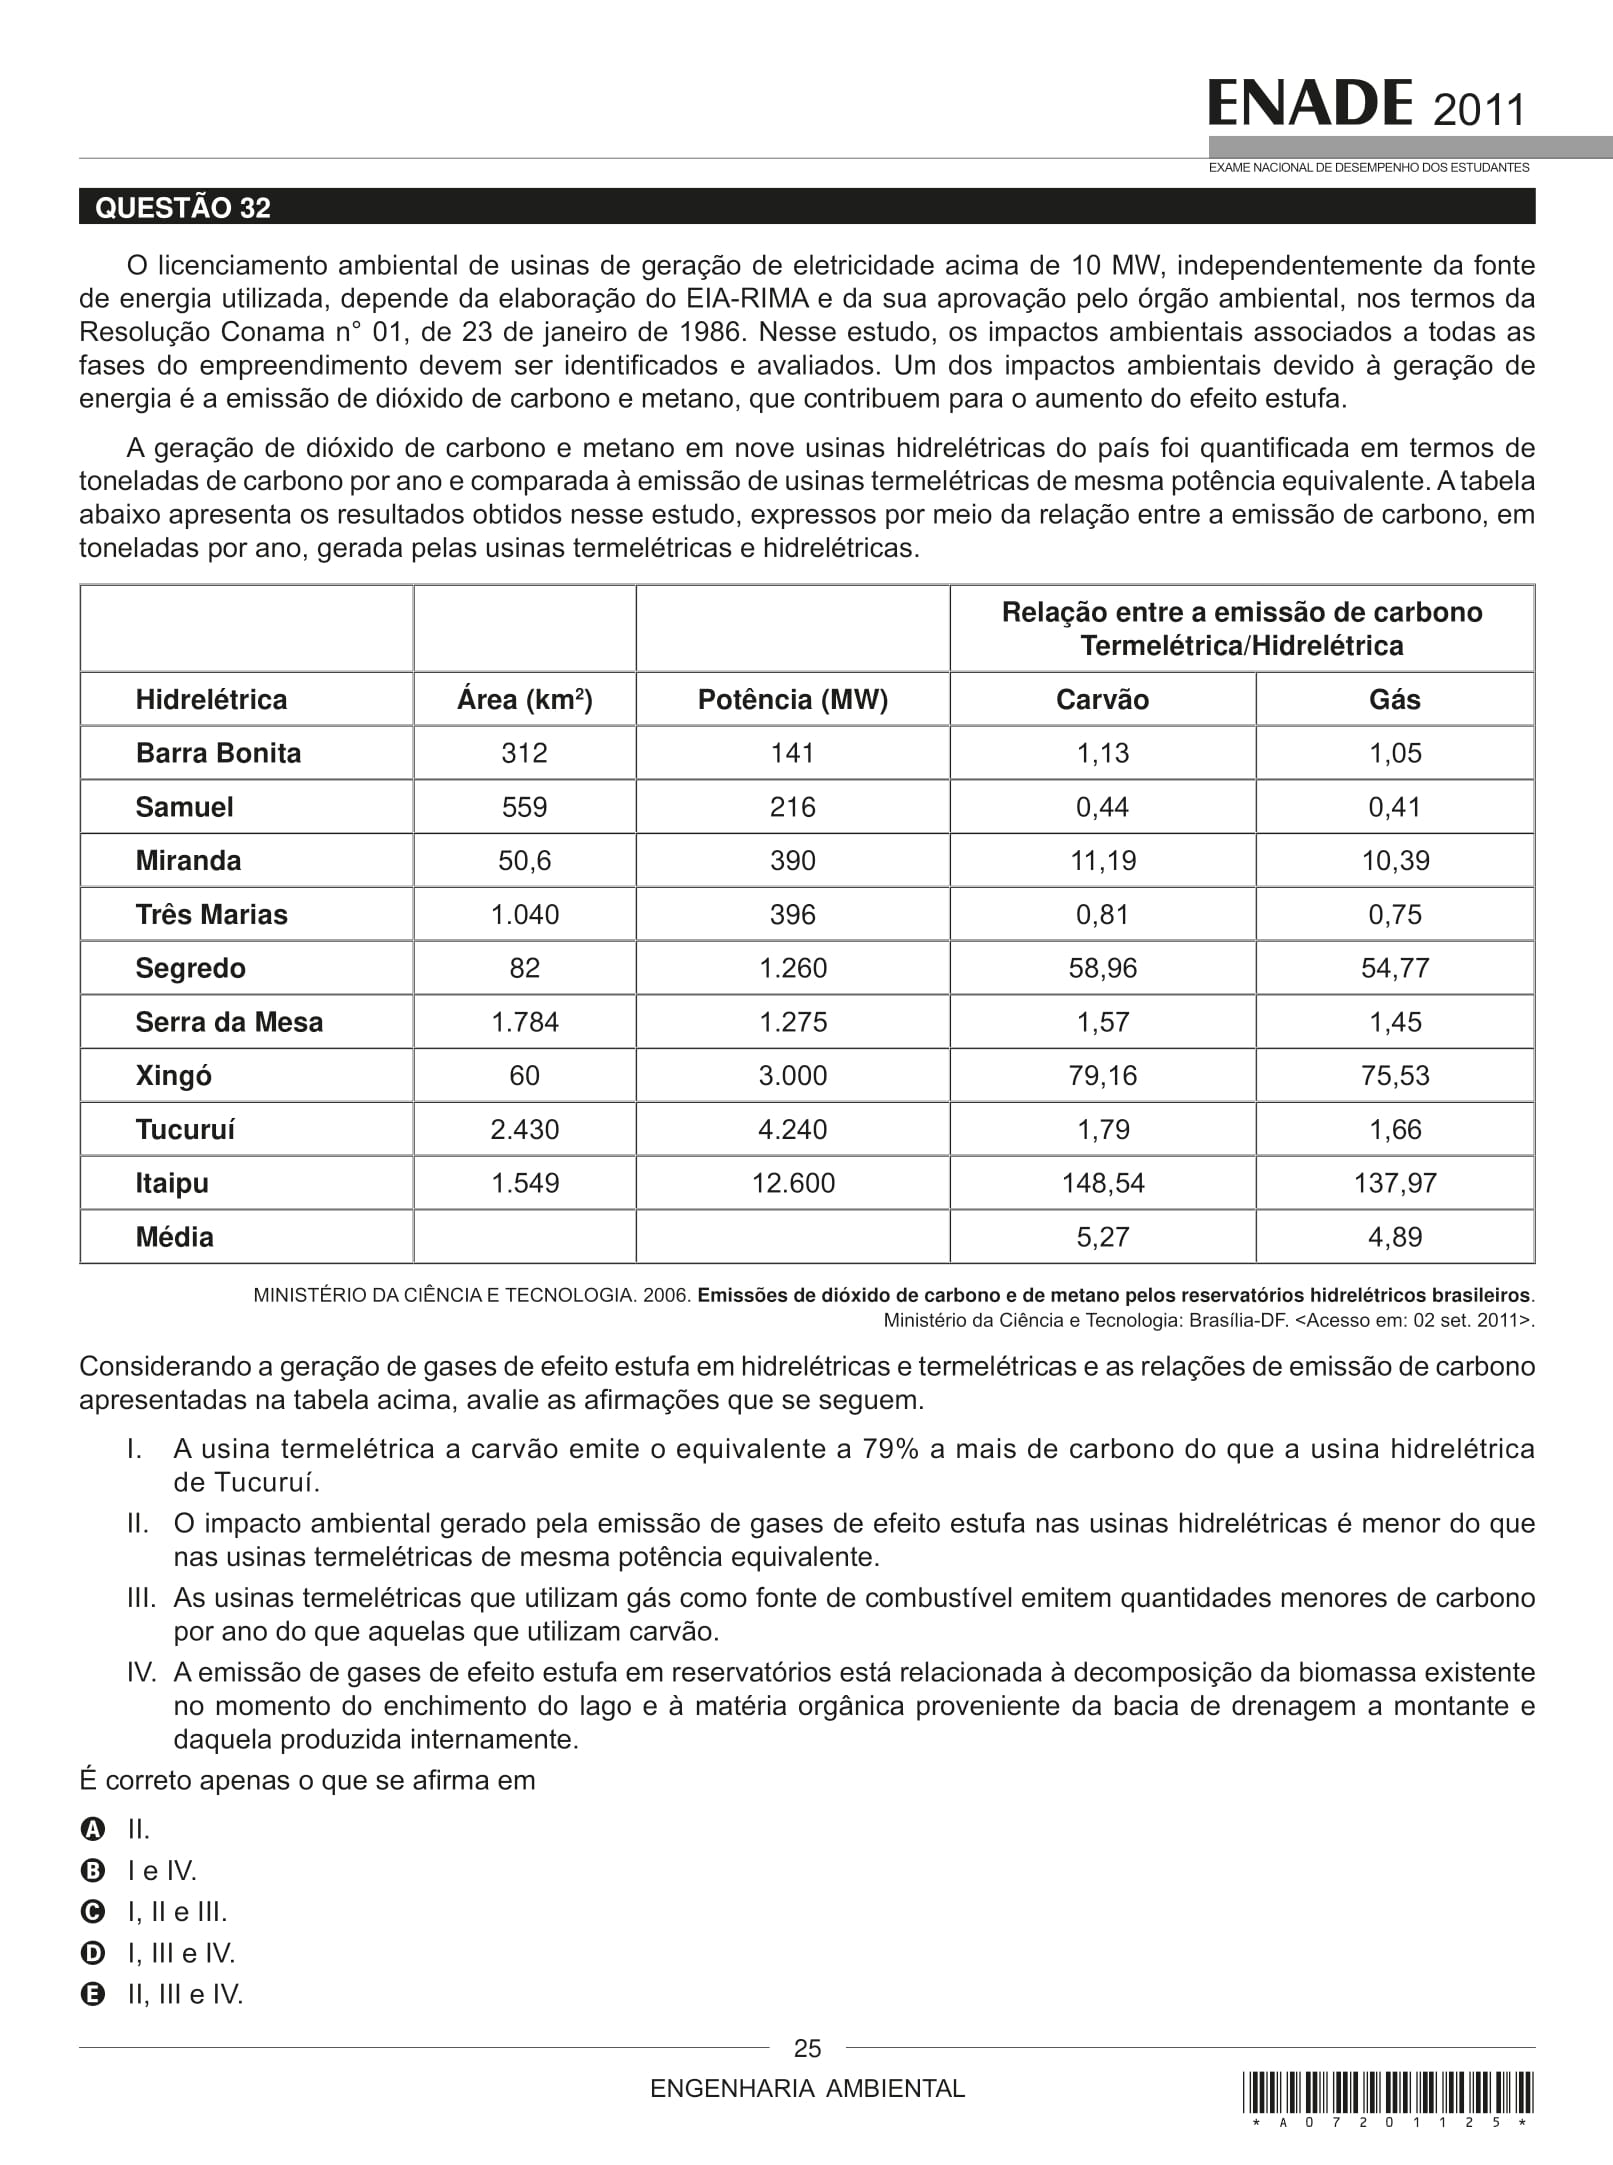 ENADE 2011
EXAME NACIONAL DE DESEMPENHO DOS ESTUDANTES
QUESTÃO 32
O licenciamento ambiental de usinas de geração de eletricidade acima de 10 MW, independentemente da fonte
de energia utilizada, depende da elaboração do EIA-RIMA e da sua aprovação pelo órgão ambiental, nos termos da
Resolução Conama n° 01, de 23 de janeiro de 1986. Nesse estudo, os impactos ambientais associados a todas as
fases do empreendimento devem ser identificados e avaliados. Um dos impactos ambientais devido à geração de
energia é a emissão de dióxido de carbono e metano, que contribuem para o aumento do efeito estufa.
A geração de dióxido de carbono e metano em nove usinas hidrelétricas do país foi quantificada em termos de
toneladas de carbono por ano e comparada à emissão de usinas termelétricas de mesma potência equivalente. A tabela
abaixo apresenta os resultados obtidos nesse estudo, expressos por meio da relação entre a emissão de carbono, em
toneladas por ano, gerada pelas usinas termelétricas e hidrelétricas.
Relação entre a emissão de carbono
Termelétrica/Hidrelétrica
Hidrelétrica Área (km²) Potência (MW) Carvão Gás
Barra Bonita 312 141 1,13 1,05
Samuel 559 216 0,44 0,41
Miranda 50,6 390 11,19 10,39
Três Marias 1.040 396 0,81 0,75
Segredo 82 1.260 58,96 54,77
Serra da Mesa 1.784 1.275 1,57 1,45
Xingó 60 3.000 79,16 75,53
Tucuruí 2.430 4.240 1,79 1,66
Itaipu 1.549 12.600 148,54 137,97
Média 5,27 4,89
MINISTÉRIO DA CIÊNCIA E TECNOLOGIA. 2006. Emissões de dióxido de carbono e de metano pelos reservatórios hidrelétricos brasileiros.
Ministério da Ciência e Tecnologia: Brasília-DF. <Acesso em: 02 set. 2011>.
Considerando a geração de gases de efeito estufa em hidrelétricas e termelétricas e as relações de emissão de carbono
apresentadas na tabela acima, avalie as afirmações que se seguem.
I. A usina termelétrica a carvão emite o equivalente a 79% a mais de carbono do que a usina hidrelétrica
de Tucuruí.
II. O impacto ambiental gerado pela emissão de gases de efeito estufa nas usinas hidrelétricas é menor do que
nas usinas termelétricas de mesma potência equivalente.
III. As usinas termelétricas que utilizam gás como fonte de combustível emitem quantidades menores de carbono
por ano do que aquelas que utilizam carvão.
IV. A emissão de gases de efeito estufa em reservatórios está relacionada à decomposição da biomassa existente
no momento do enchimento do lago e à matéria orgânica proveniente da bacia de drenagem a montante e
daquela produzida internamente.
É correto apenas o que se afirma em
A II.
B I e IV.
C I, II e III.
D I, III e IV.
E II, III e IV.
25
ENGENHARIA AMBIENTAL
*A07201125*